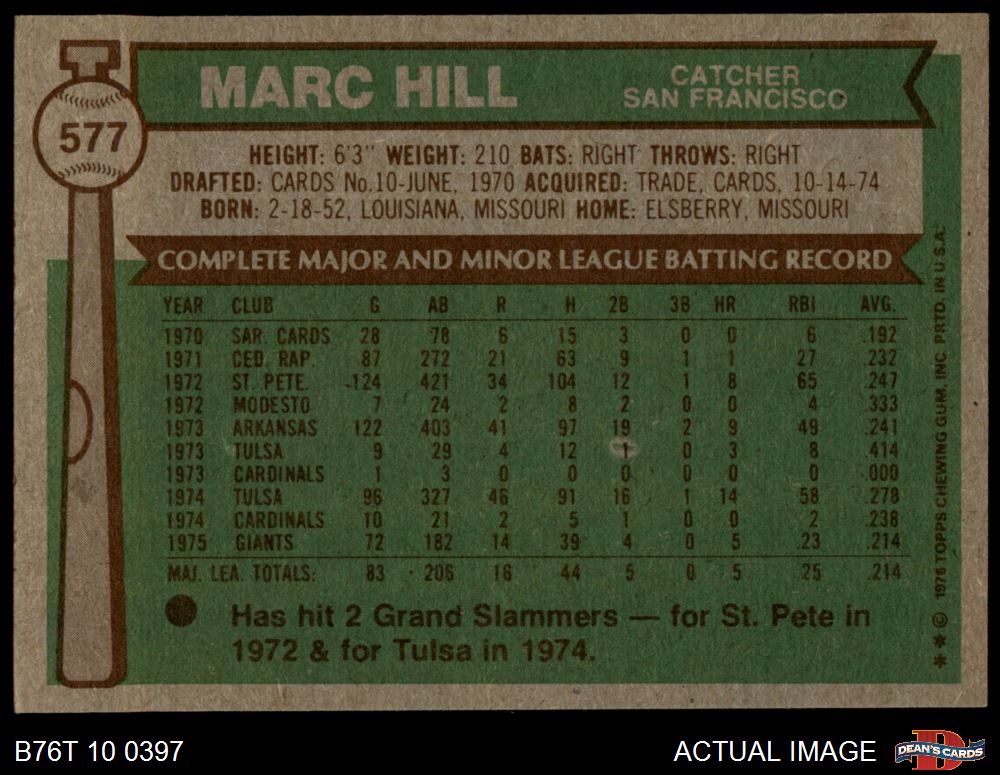 577
MARC HILL
CATCHER
SAN FRANCISCO
HEIGHT: 6'3" WEIGHT: 210 BATS: RIGHT THROWS: RIGHT
DRAFTED: CARDS No.10-JUNE, 1970 ACQUIRED: TRADE, CARDS, 10-14-74
BORN: 2-18-52, LOUISIANA, MISSOURI HOME: ELSBERRY, MISSOURI
COMPLETE MAJOR AND MINOR LEAGUE BATTING RECORD
YEAR CLUB G AB R H 2B 3B HR RBI AVG.
1970 SAR. CARDS 28 78 6 15 3 0 0 6 .192
1971 CED. RAP. 87 272 21 63 9 1 1 27 .232
1972 ST. PETE. 124 421 34 104 12 1 8 65 .247
1972 MODESTO 7 24 2 8 2 0 0 4 .333
1973 ARKANSAS 122 403 41 97 19 2 9 49 .241
1973 TULSA 9 29 4 12 1 0 3 8 .414
1973 CARDINALS 1 3 0 0 0 0 0 0 .000
1974 TULSA 96 327 46 91 16 1 14 58 .278
1974 CARDINALS 10 21 2 5 1 0 0 2 .238
1975 GIANTS 72 182 14 39 4 0 5 23 .214
MAJ. LEA. TOTALS: 83 206 16 44 5 0 5 25 .214
Has hit 2 Grand Slammers — for St. Pete in
1972 & for Tulsa in 1974.
* * © 1976 TOPPS CHEWING GUM, INC. PRTD. IN U.S.A.
B76T 10 0397
ACTUAL IMAGE
D
DEAN'S CARDS